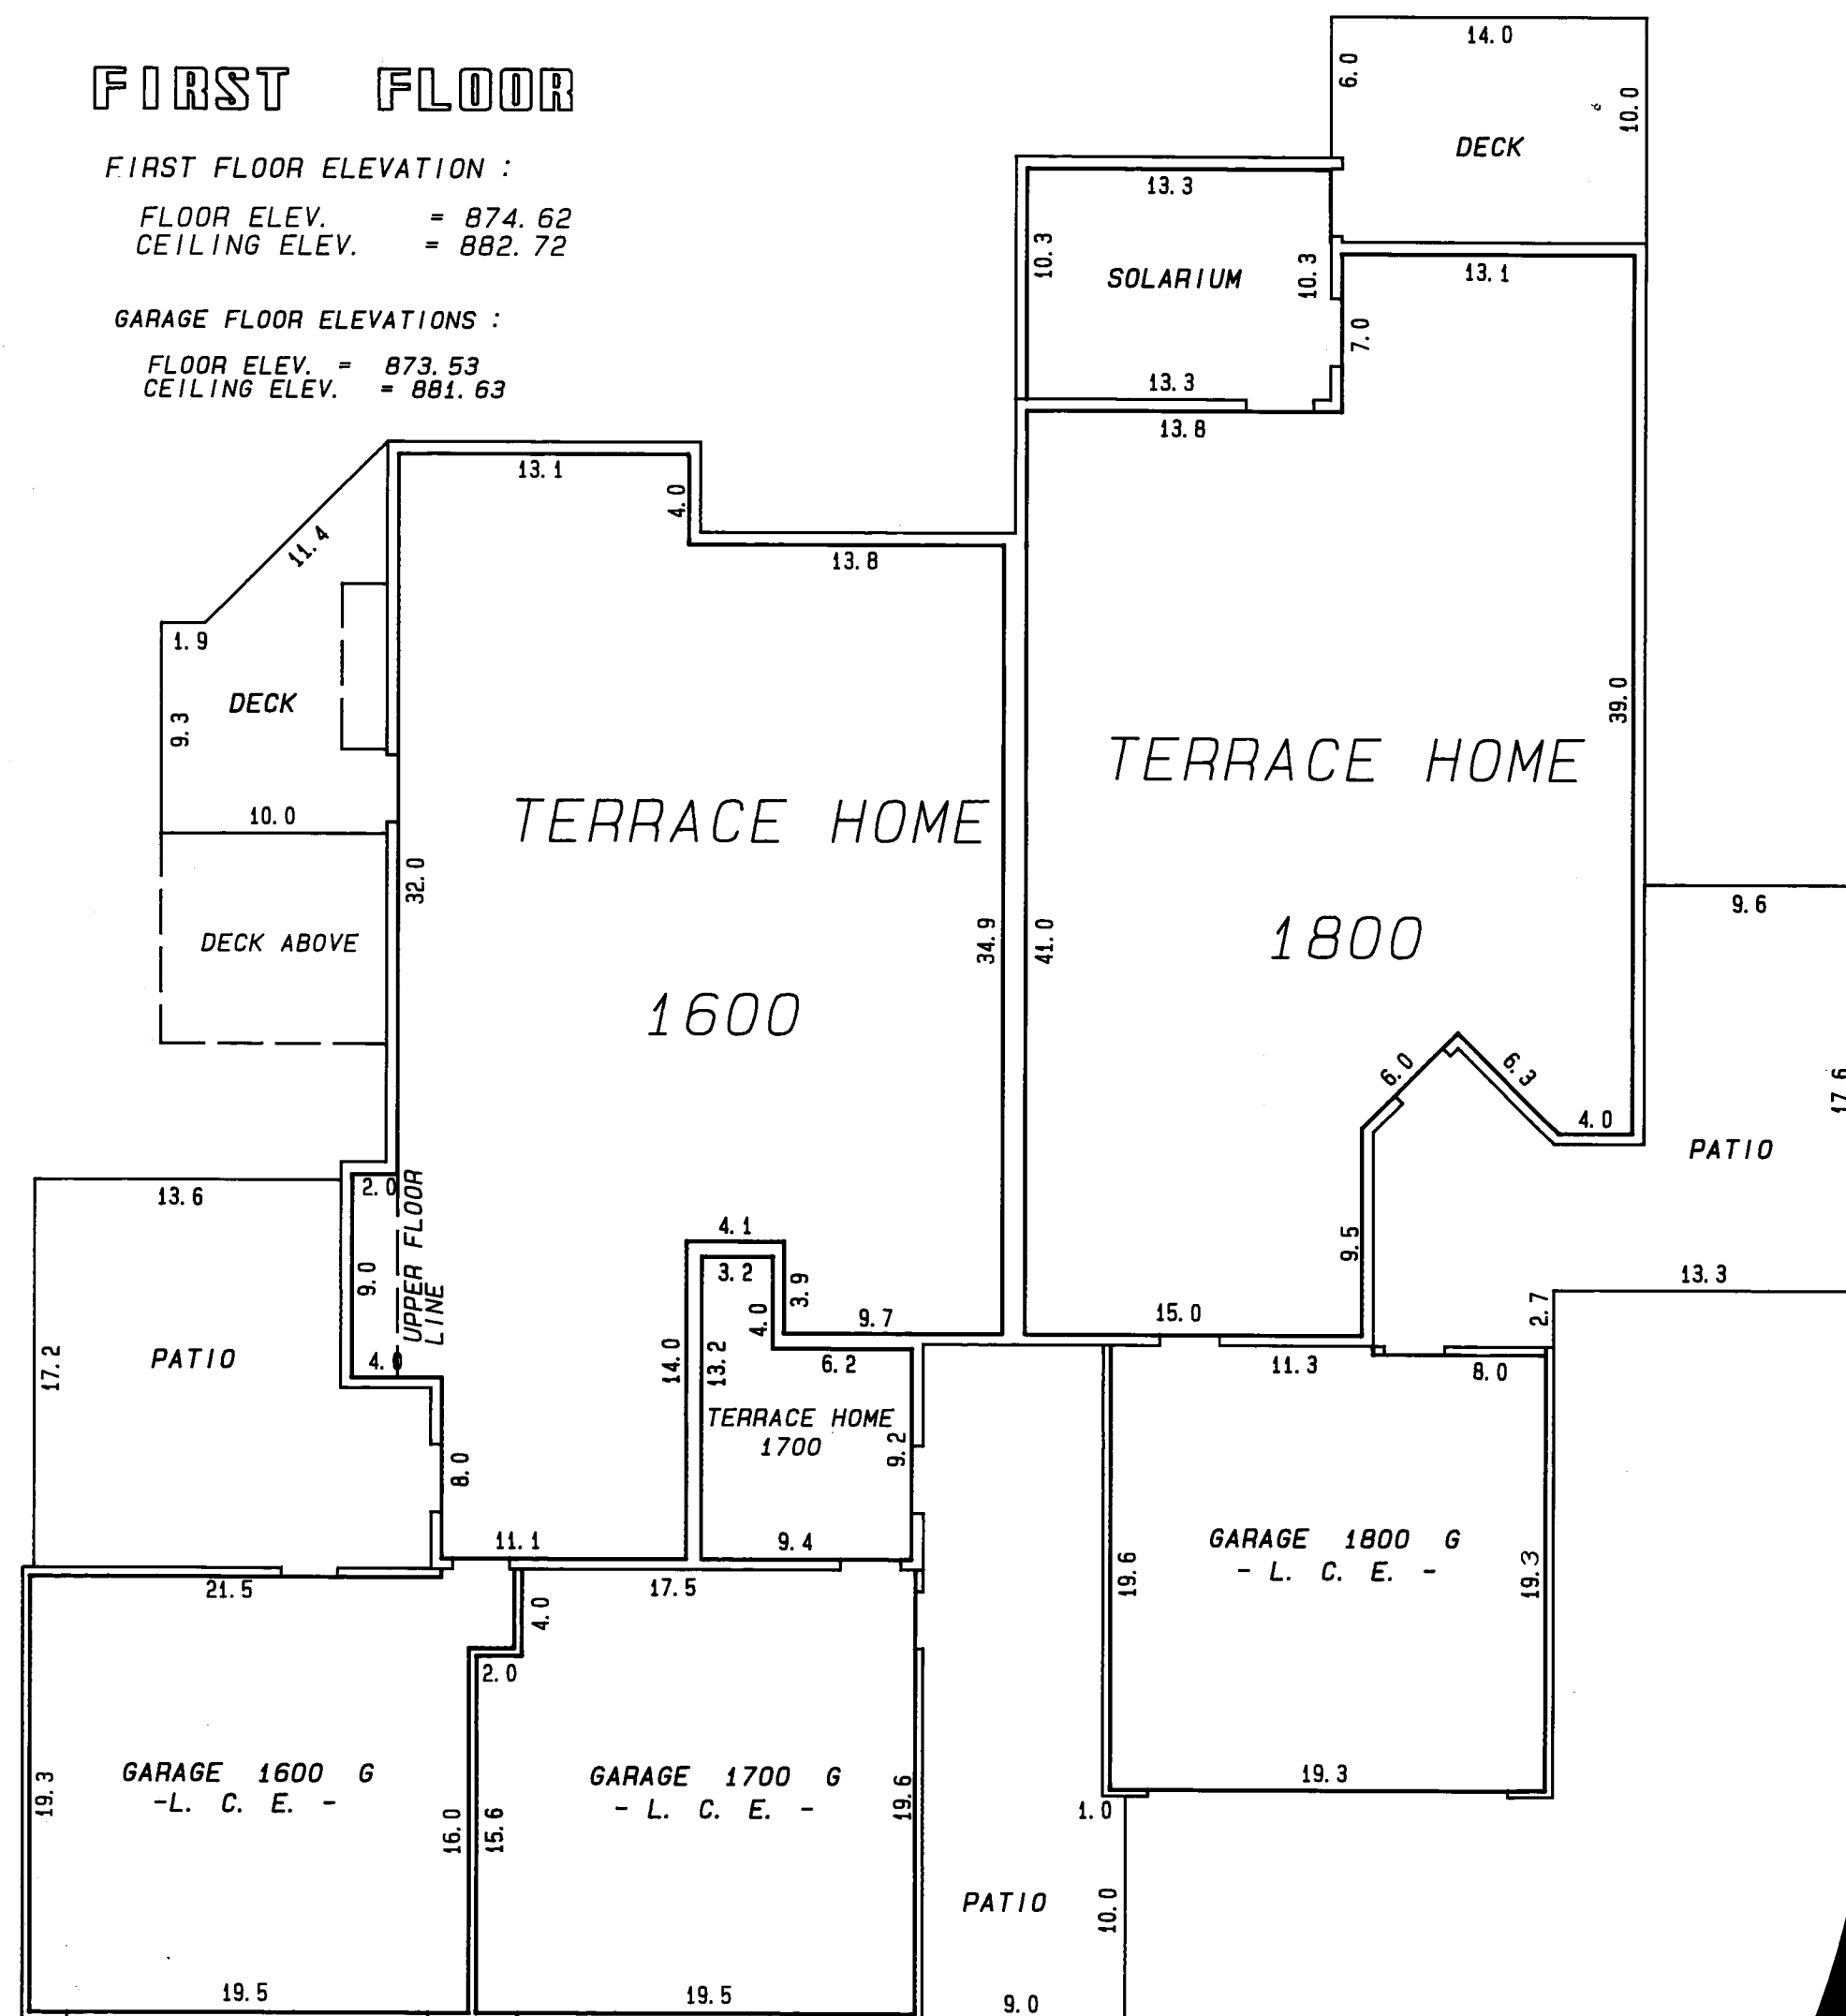 FIRST FLOOR
FIRST FLOOR ELEVATION :
FLOOR ELEV. = 874.62
CEILING ELEV. = 882.72
GARAGE FLOOR ELEVATIONS :
FLOOR ELEV. = 873.53
CEILING ELEV. = 881.63
14.0
6.0
10.0
DECK
13.3
10.3
SOLARIUM
10.3
13.1
7.0
13.3
13.8
13.1
4.0
13.8
11.4
1.9
DECK
9.3
10.0
DECK ABOVE
32.0
TERRACE HOME
1600
34.9
TERRACE HOME
1800
41.0
39.0
9.6
17.6
6.0
6.3
4.0
PATIO
9.5
15.0
13.3
2.7
13.6
2.0
9.0
UPPER FLOOR
LINE
4.0
17.2
PATIO
8.0
11.1
4.1
3.2
3.9
4.0
9.7
14.0
13.2
6.2
TERRACE HOME
1700
9.2
9.4
11.3
8.0
GARAGE 1800 G
- L. C. E. -
19.6
19.3
19.3
1.0
21.5
17.5
4.0
2.0
GARAGE 1600 G
-L. C. E. -
19.3
16.0
15.6
GARAGE 1700 G
- L. C. E. -
19.6
PATIO
10.0
19.5
19.5
9.0